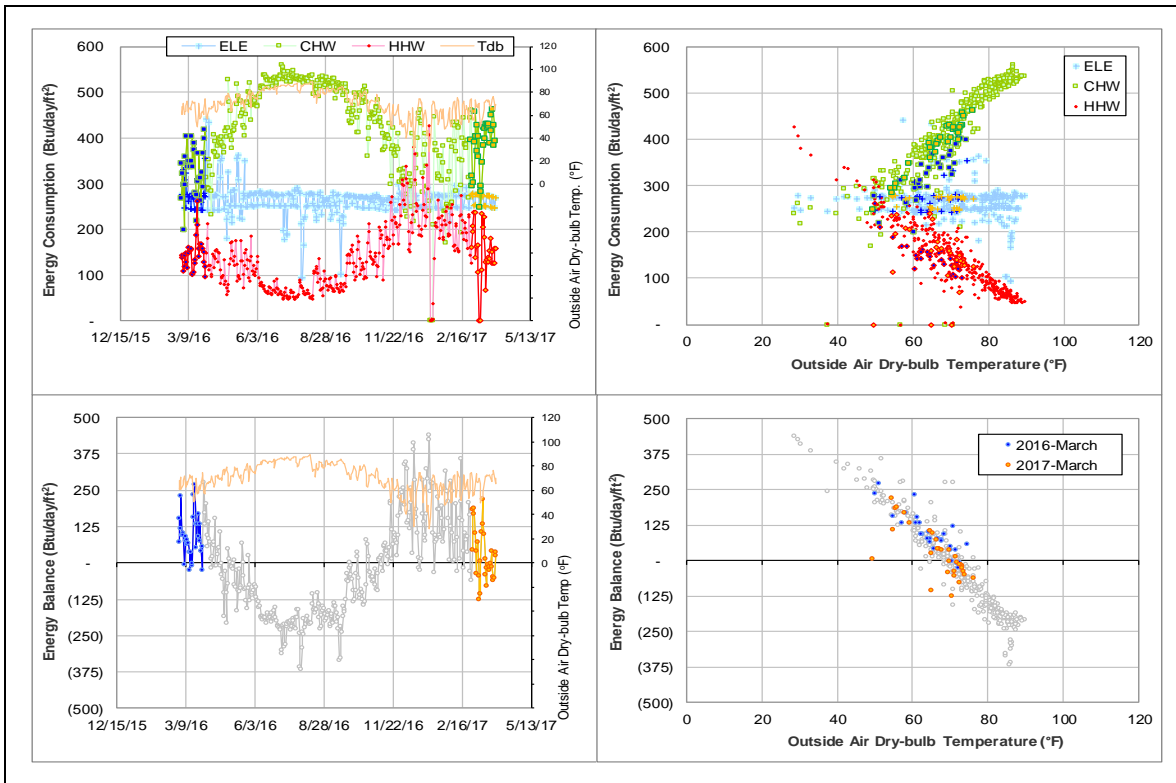 ELE CHW HHW Tdb
Energy Consumption (Btu/day/ft²)
600
500
400
300
200
100
-
120
100
80
60
40
20
0
Outside Air Dry-bulb Temp. (°F)
12/15/15 3/9/16 6/3/16 8/28/16 11/22/16 2/16/17 5/13/17
Energy Consumption (Btu/day/ft²)
600
500
400
300
200
100
-
ELE
CHW
HHW
0 20 40 60 80 100 120
Outside Air Dry-bulb Temperature (°F)
Energy Balance (Btu/day/ft²)
500
375
250
125
-
(125)
(250)
(375)
(500)
120
100
80
60
40
20
0
Outside Air Dry-bulb Temp (°F)
12/15/15 3/9/16 6/3/16 8/28/16 11/22/16 2/16/17 5/13/17
Energy Balance (Btu/day/ft²)
500
375
250
125
-
(125)
(250)
(375)
(500)
2016-March
2017-March
0 20 40 60 80 100 120
Outside Air Dry-bulb Temperature (°F)